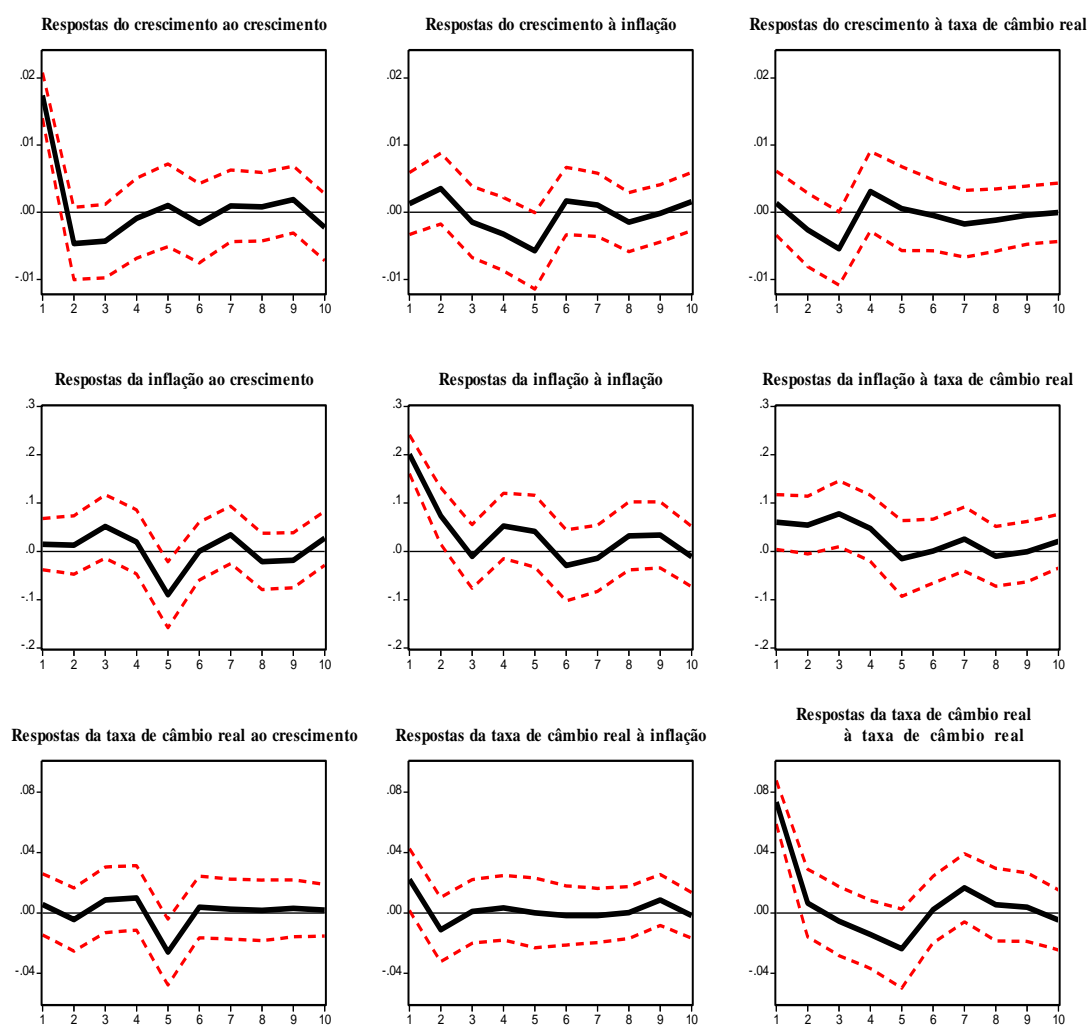 Respostas do crescimento ao crescimento
.02
.01
.00
-.01
1 2 3 4 5 6 7 8 9 10
Respostas do crescimento à inflação
.02
.01
.00
-.01
1 2 3 4 5 6 7 8 9 10
Respostas do crescimento à taxa de câmbio real
.02
.01
.00
-.01
1 2 3 4 5 6 7 8 9 10
Respostas da inflação ao crescimento
.3
.2
.1
.0
-.1
-.2
1 2 3 4 5 6 7 8 9 10
Respostas da inflação à inflação
.3
.2
.1
.0
-.1
-.2
1 2 3 4 5 6 7 8 9 10
Respostas da inflação à taxa de câmbio real
.3
.2
.1
.0
-.1
-.2
1 2 3 4 5 6 7 8 9 10
Respostas da taxa de câmbio real ao crescimento
.08
.04
.00
-.04
1 2 3 4 5 6 7 8 9 10
Respostas da taxa de câmbio real à inflação
.08
.04
.00
-.04
1 2 3 4 5 6 7 8 9 10
Respostas da taxa de câmbio real
à taxa de câmbio real
.08
.04
.00
-.04
1 2 3 4 5 6 7 8 9 10